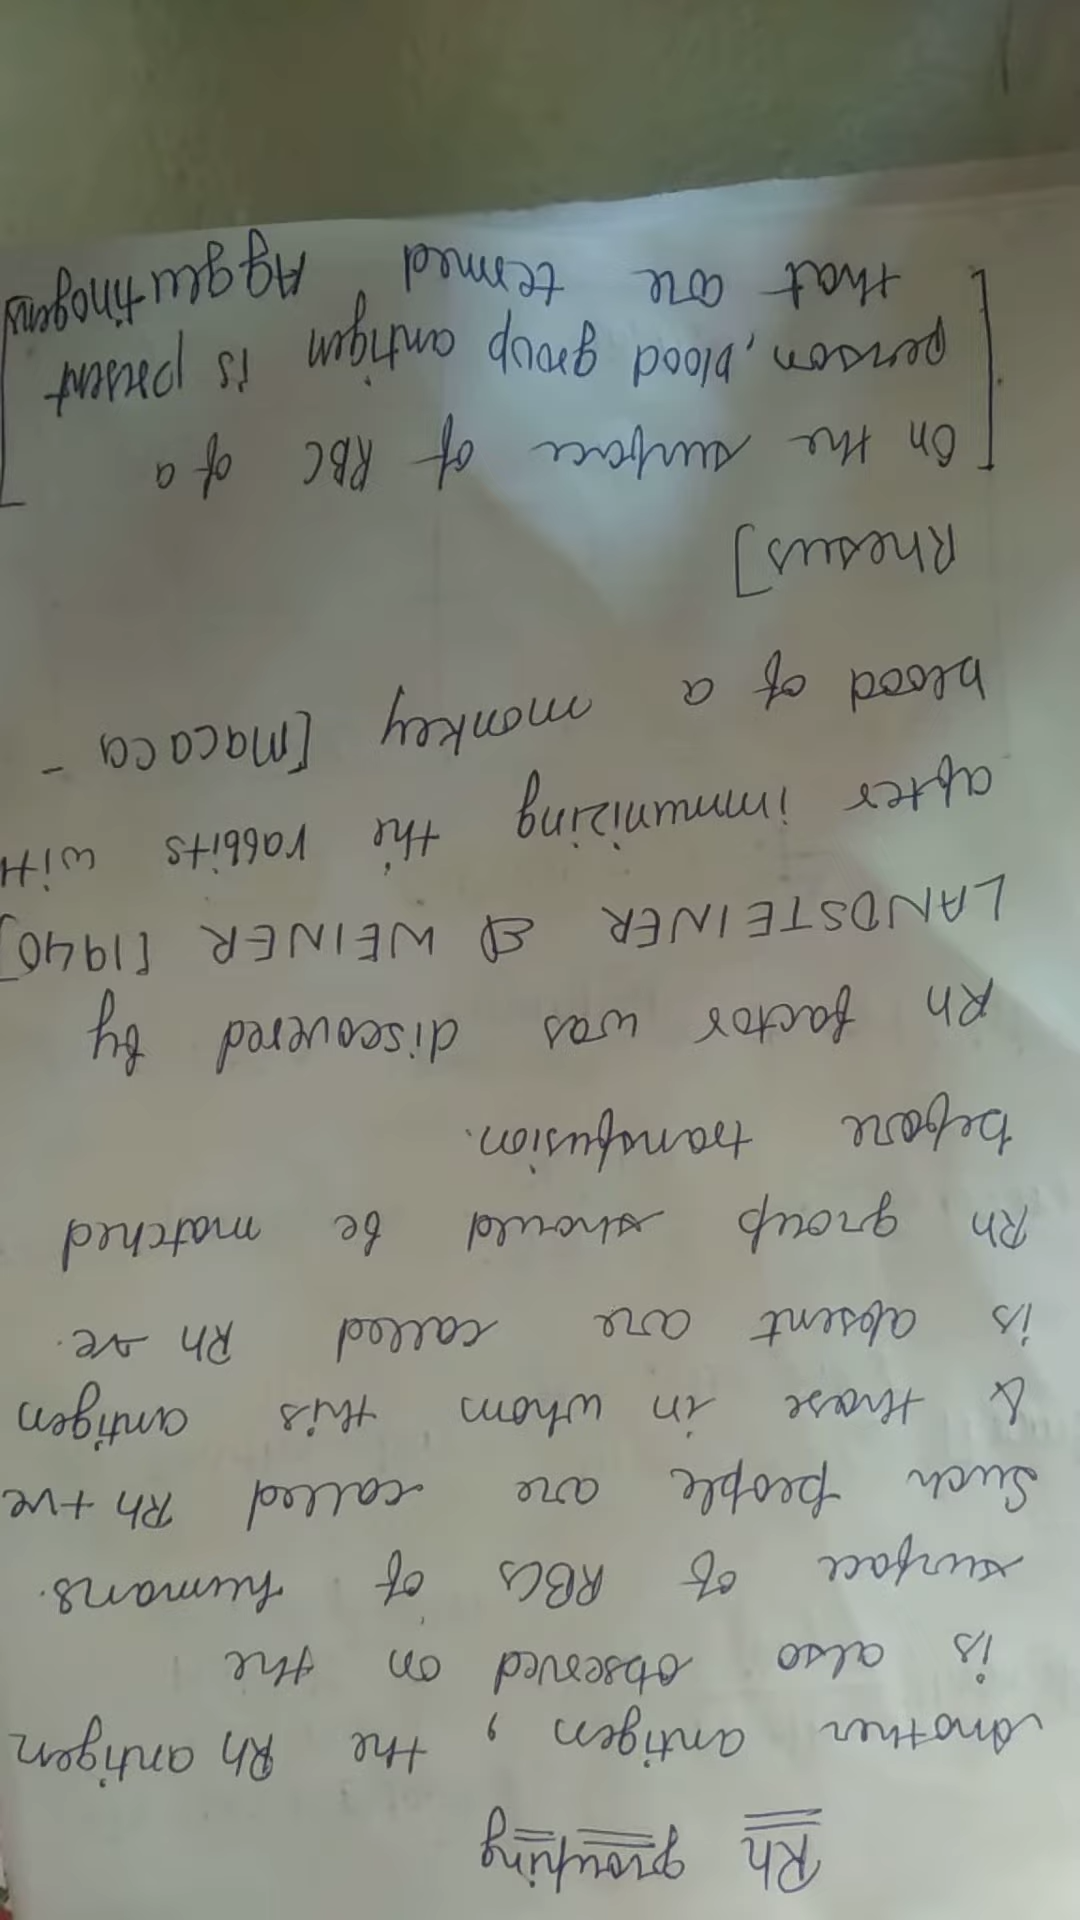 Rh grouping
Another antigen, the Rh antigen
is also observed on the
surface of RBCs of humans.
Such people are called Rh +ve
& those in whom this antigen
is absent are called Rh -ve.
Rh group should be matched
before transfusion.
Rh factor was discovered by
LANDSTEINER & WEINER [1940]
after immunizing the rabbits with
blood of a monkey [Macaca -
Rhesus]
[On the surface of RBC of a
person, blood group antigen is present
that are termed Agglutinogens]